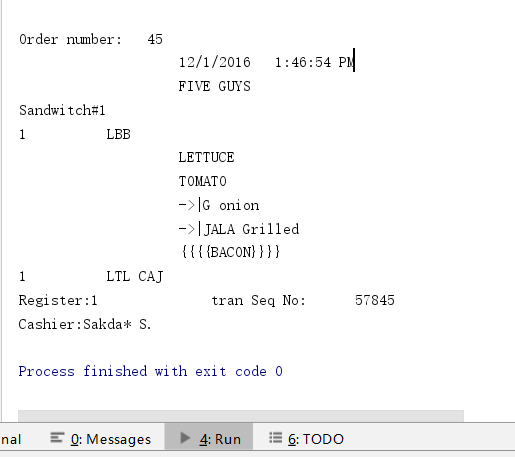 Order number: 45
12/1/2016 1:46:54 PM
FIVE GUYS
Sandwitch#1
1 LBB
LETTUCE
TOMATO
->|G onion
->|JALA Grilled
{{{{BACON}}}}
1 LTL CAJ
Register:1 tran Seq No: 57845
Cashier:Sakda* S.
Process finished with exit code 0
nal 0: Messages 4: Run 6: TODO